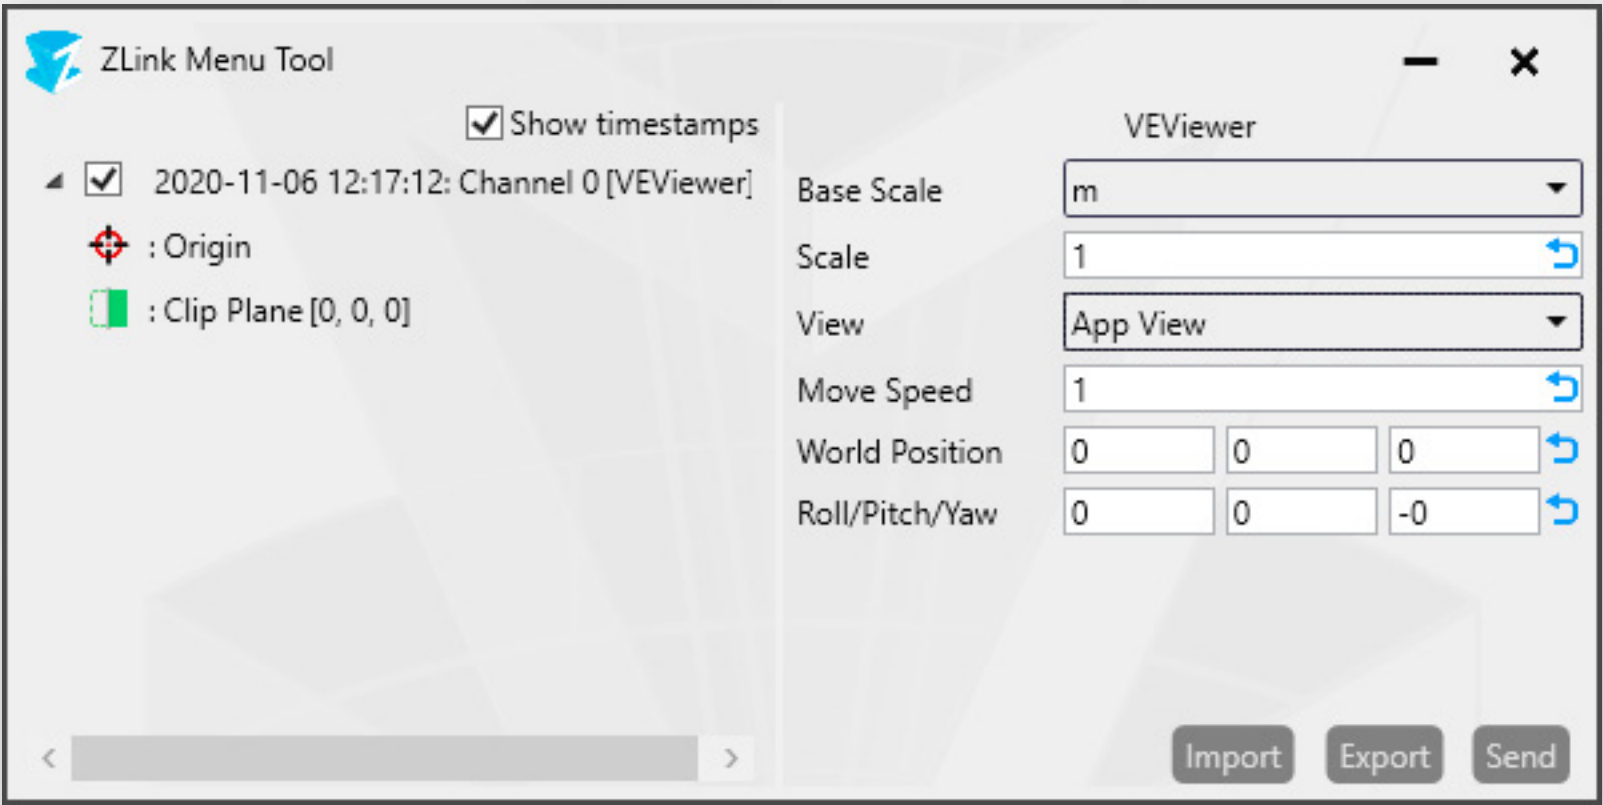 ZLink Menu Tool
Show timestamps
2020-11-06 12:17:12: Channel 0 [VEViewer]
: Origin
: Clip Plane [0, 0, 0]
VEViewer
Base Scale m
Scale 1
View App View
Move Speed 1
World Position 0 0 0
Roll/Pitch/Yaw 0 0 -0
Import Export Send